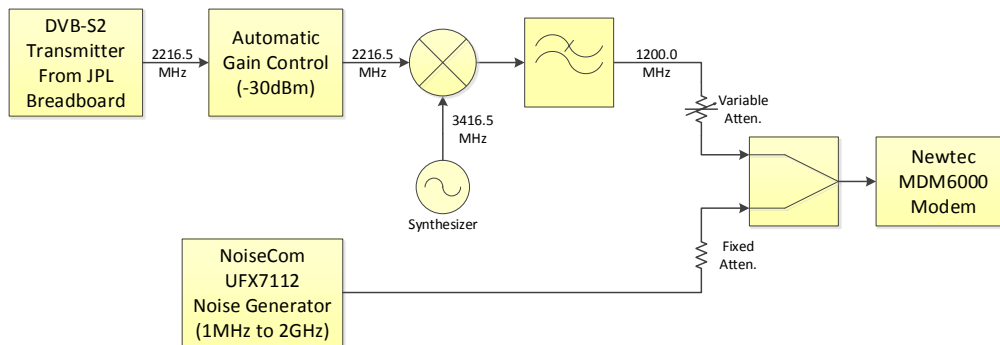 DVB-S2
Transmitter
From JPL
Breadboard
2216.5
MHz
Automatic
Gain Control
(-30dBm)
2216.5
MHz
3416.5
MHz
Synthesizer
1200.0
MHz
Variable
Atten.
Newtec
MDM6000
Modem
Fixed
Atten.
NoiseCom
UFX7112
Noise Generator
(1MHz to 2GHz)